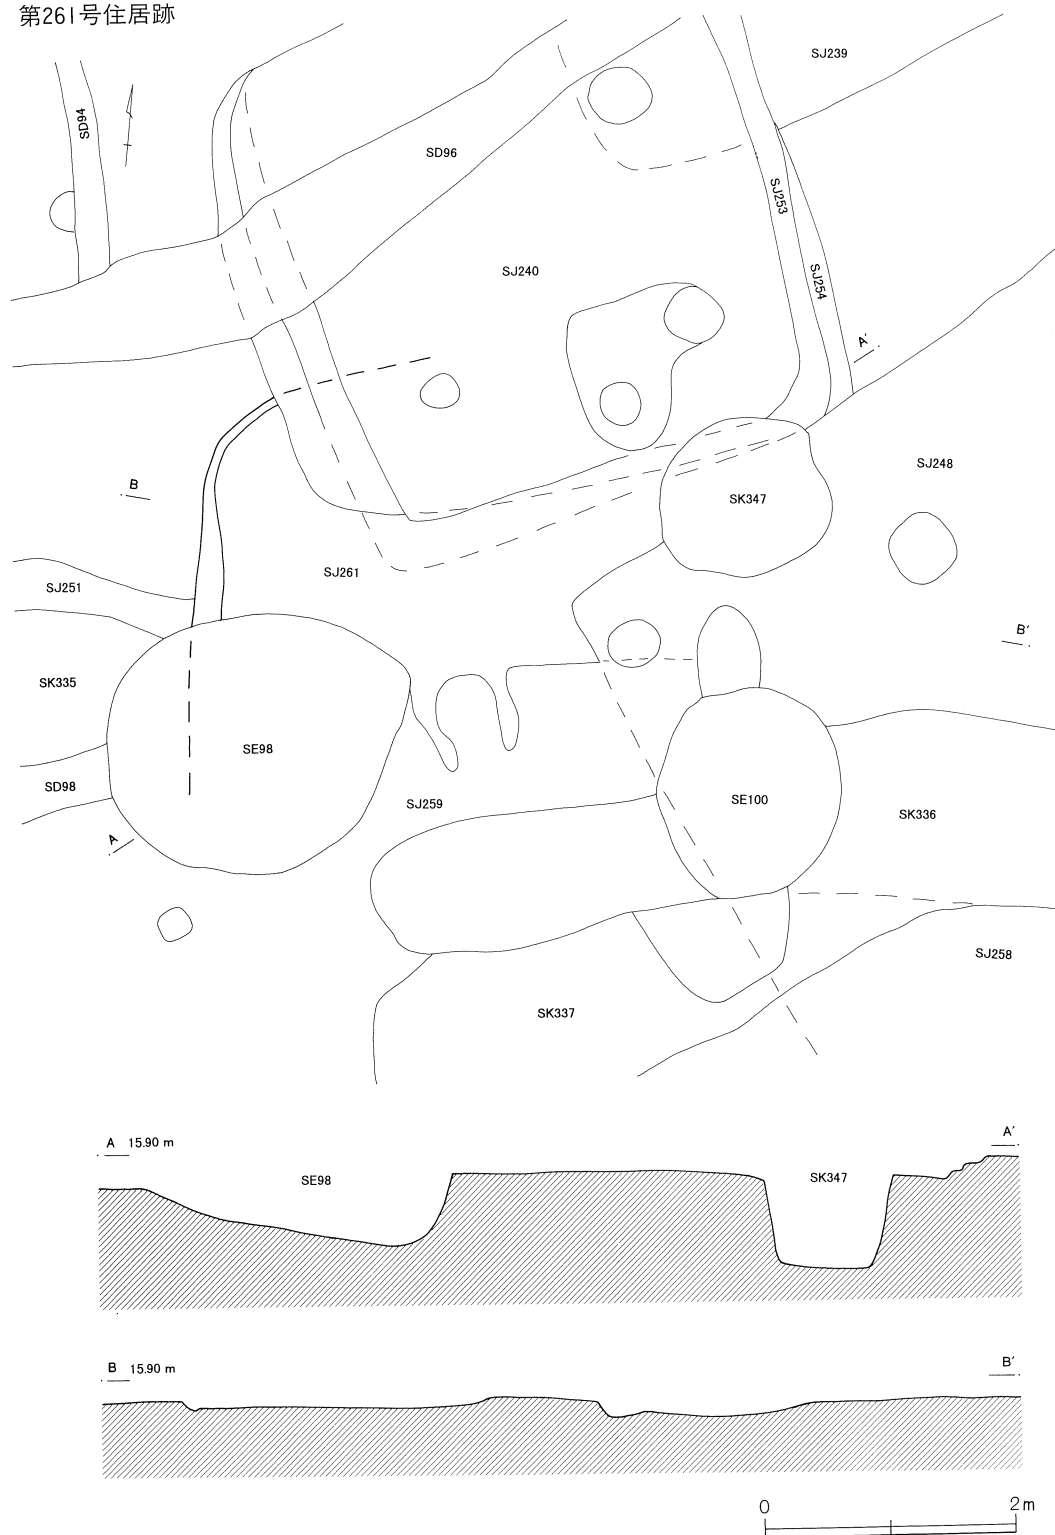 第261号住居跡
SJ239
SD94
SD96
SJ253
SJ240
SJ254
A′
SJ248
B
SK347
SJ261
SJ251
B′
SK335
SE98
SD98
SJ259
SE100
SK336
A
SJ258
SK337
A 15.90 m
A′
SE98
SK347
B 15.90 m
B′
0 2m